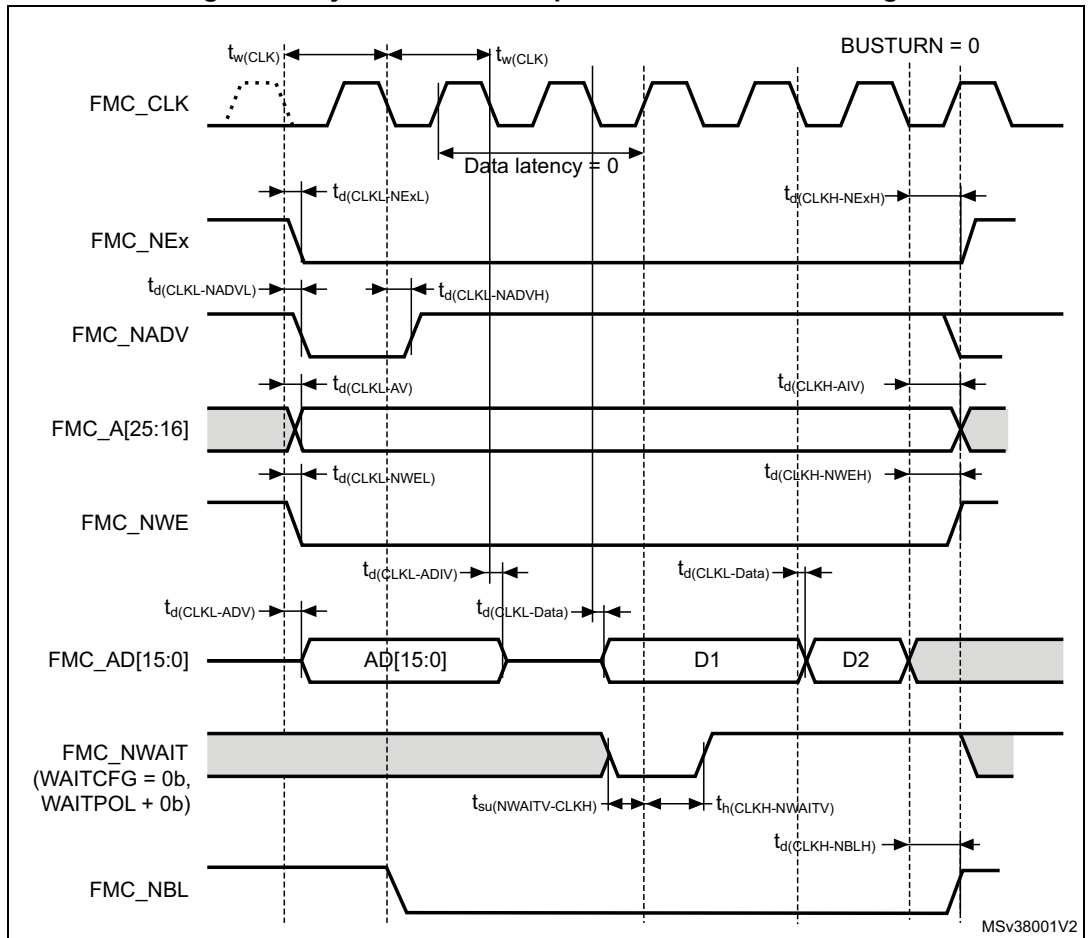 BUSTURN = 0
tw(CLK) tw(CLK)
FMC_CLK
Data latency = 0
td(CLKL-NExL) td(CLKH-NExH)
FMC_NEx
td(CLKL-NADVL) td(CLKL-NADVH)
FMC_NADV
td(CLKL-AV) td(CLKH-AIV)
FMC_A[25:16]
td(CLKL-NWEL) td(CLKH-NWEH)
FMC_NWE
td(CLKL-ADIV) td(CLKL-Data)
td(CLKL-ADV) td(CLKL-Data)
FMC_AD[15:0] AD[15:0] D1 D2
FMC_NWAIT
(WAITCFG = 0b,
WAITPOL + 0b)
tsu(NWAITV-CLKH) th(CLKH-NWAITV)
td(CLKH-NBLH)
FMC_NBL
MSv38001V2